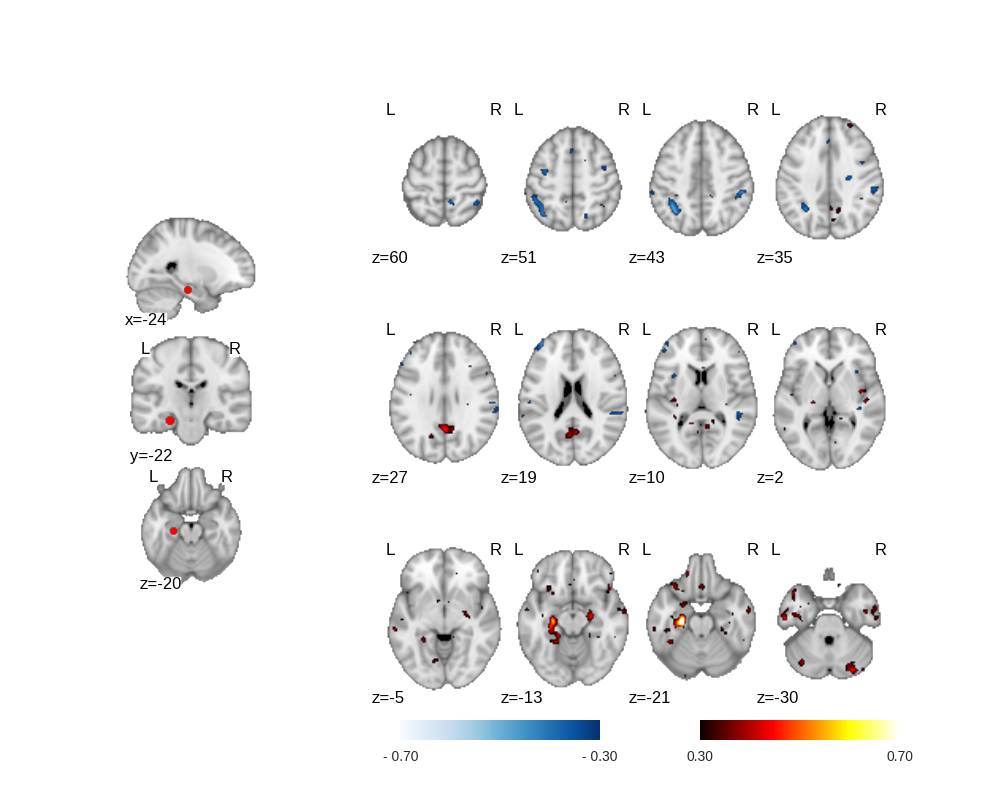 L R L R L R L R
z=60 z=51 z=43 z=35
x=-24
L R L R L R L R
L R
z=27 z=19 z=10 z=2
y=-22
L R
L R L R L R L R
z=-20
z=-5 z=-13 z=-21 z=-30
- 0.70 - 0.30 0.30 0.70